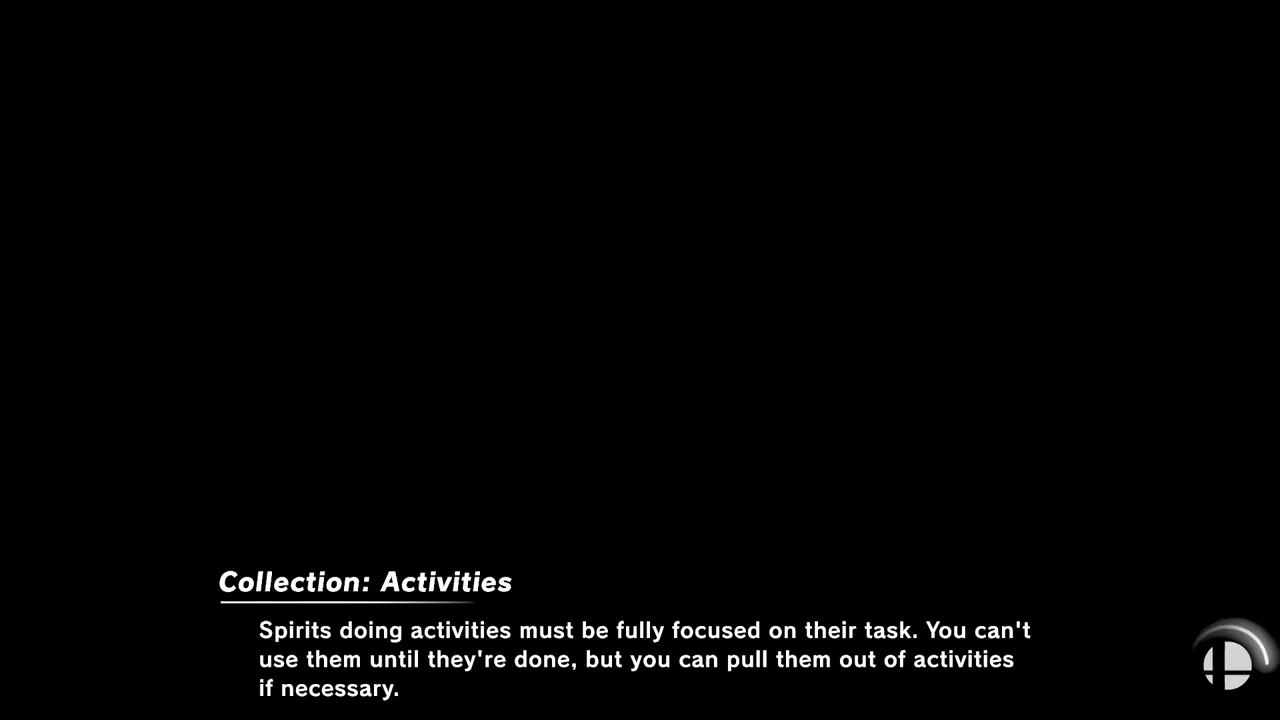 Collection: Activities
Spirits doing activities must be fully focused on their task. You can't
use them until they're done, but you can pull them out of activities
if necessary.